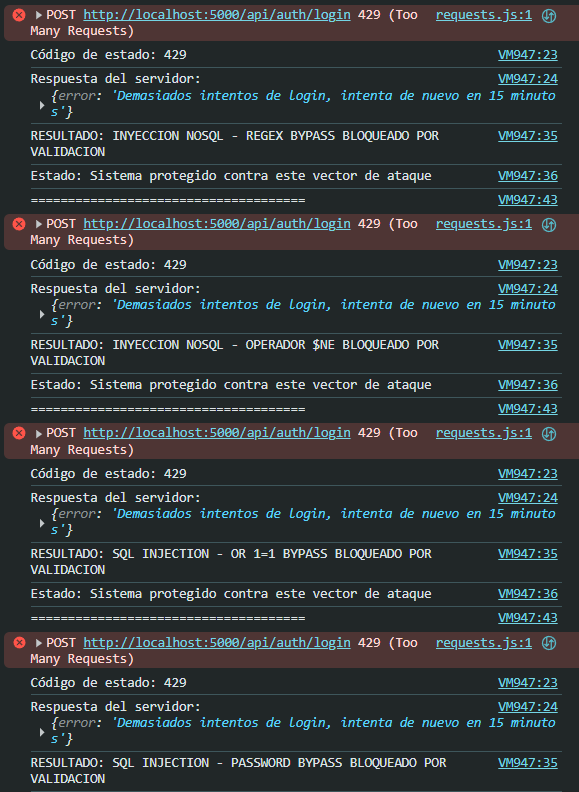 POST http://localhost:5000/api/auth/login 429 (Too requests.js:1
Many Requests)
Código de estado: 429 VM947:23
Respuesta del servidor: VM947:24
{error: 'Demasiados intentos de login, intenta de nuevo en 15 minuto
s'}
RESULTADO: INYECCION NOSQL - REGEX BYPASS BLOQUEADO POR VM947:35
VALIDACION
Estado: Sistema protegido contra este vector de ataque VM947:36
===================================== VM947:43
POST http://localhost:5000/api/auth/login 429 (Too requests.js:1
Many Requests)
Código de estado: 429 VM947:23
Respuesta del servidor: VM947:24
{error: 'Demasiados intentos de login, intenta de nuevo en 15 minuto
s'}
RESULTADO: INYECCION NOSQL - OPERADOR $NE BLOQUEADO POR VM947:35
VALIDACION
Estado: Sistema protegido contra este vector de ataque VM947:36
===================================== VM947:43
POST http://localhost:5000/api/auth/login 429 (Too requests.js:1
Many Requests)
Código de estado: 429 VM947:23
Respuesta del servidor: VM947:24
{error: 'Demasiados intentos de login, intenta de nuevo en 15 minuto
s'}
RESULTADO: SQL INJECTION - OR 1=1 BYPASS BLOQUEADO POR VM947:35
VALIDACION
Estado: Sistema protegido contra este vector de ataque VM947:36
===================================== VM947:43
POST http://localhost:5000/api/auth/login 429 (Too requests.js:1
Many Requests)
Código de estado: 429 VM947:23
Respuesta del servidor: VM947:24
{error: 'Demasiados intentos de login, intenta de nuevo en 15 minuto
s'}
RESULTADO: SQL INJECTION - PASSWORD BYPASS BLOQUEADO POR VM947:35
VALIDACION